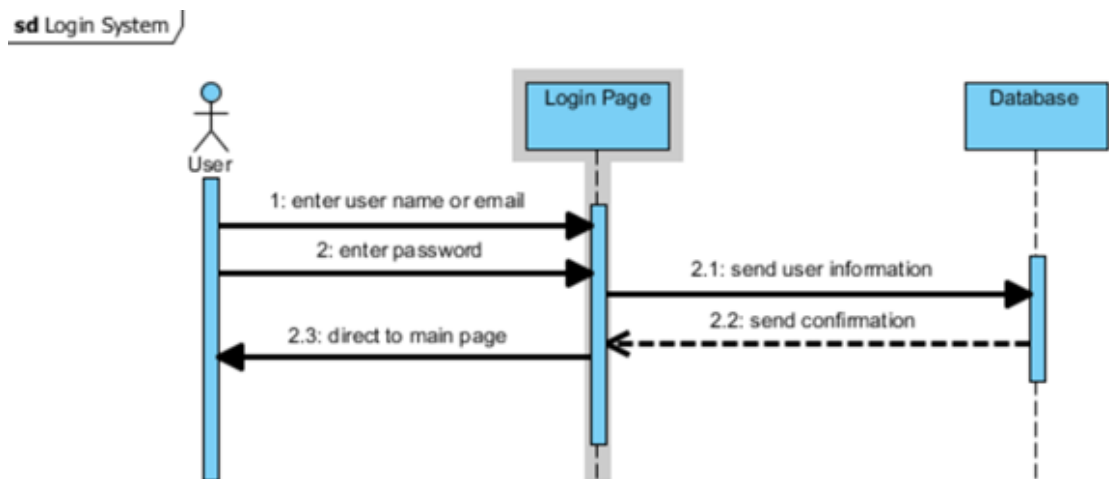 sd Login System
Login Page
Database
User
1: enter user name or email
2: enter password
2.1: send user information
2.2: send confirmation
2.3: direct to main page